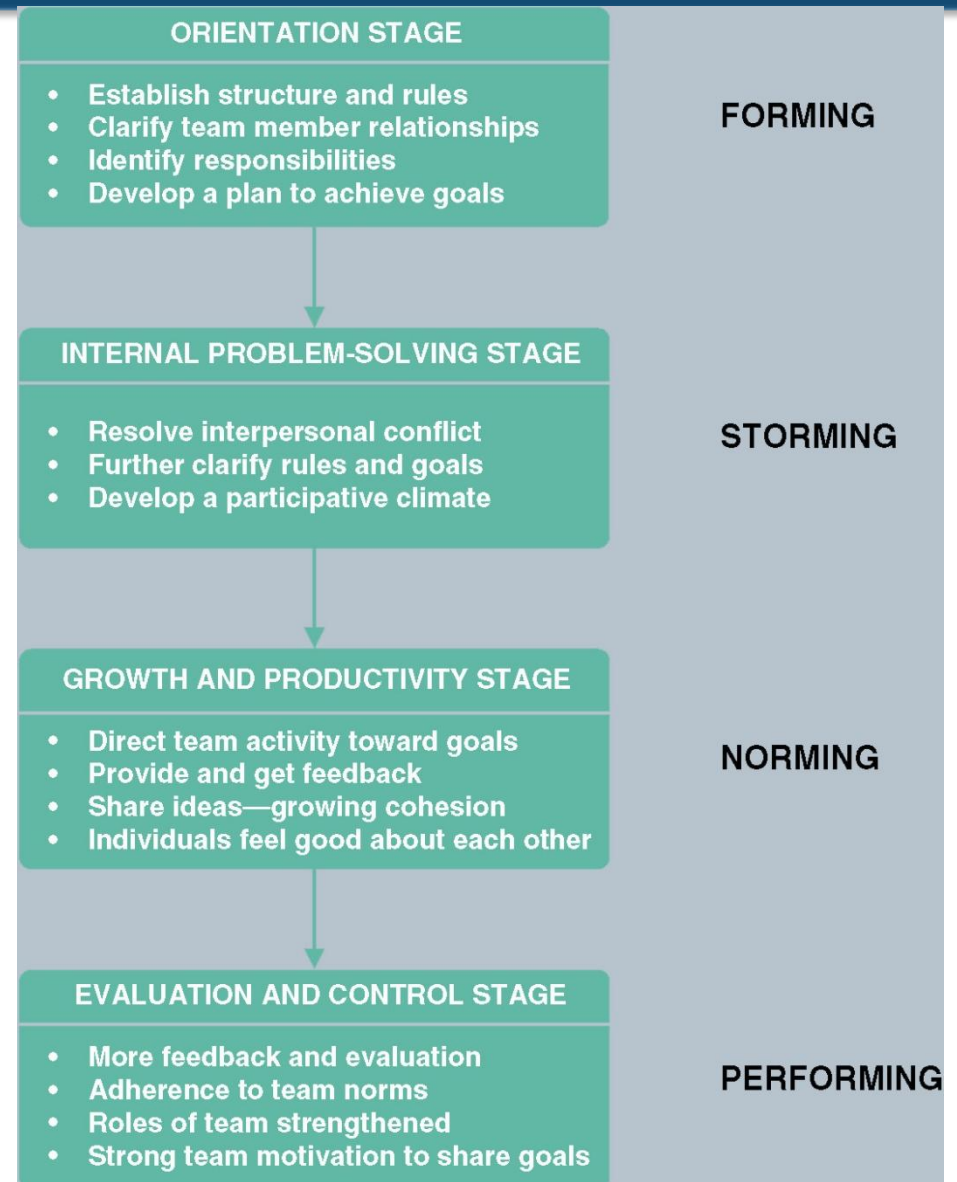 ORIENTATION STAGE
• Establish structure and rules
• Clarify team member relationships
• Identify responsibilities
• Develop a plan to achieve goals
FORMING
INTERNAL PROBLEM-SOLVING STAGE
• Resolve interpersonal conflict
• Further clarify rules and goals
• Develop a participative climate
STORMING
GROWTH AND PRODUCTIVITY STAGE
• Direct team activity toward goals
• Provide and get feedback
• Share ideas—growing cohesion
• Individuals feel good about each other
NORMING
EVALUATION AND CONTROL STAGE
• More feedback and evaluation
• Adherence to team norms
• Roles of team strengthened
• Strong team motivation to share goals
PERFORMING